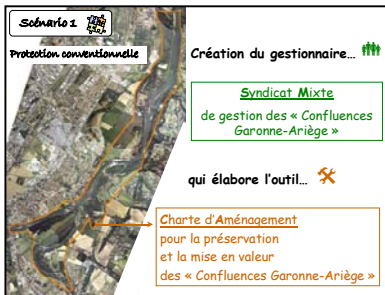 Scénario 1
Protection conventionnelle
Création du gestionnaire...
Syndicat Mixte
de gestion des « Confluences
Garonne-Ariège »
qui élabore l'outil...
Charte d'Aménagement
pour la préservation
et la mise en valeur
des « Confluences Garonne-Ariège »